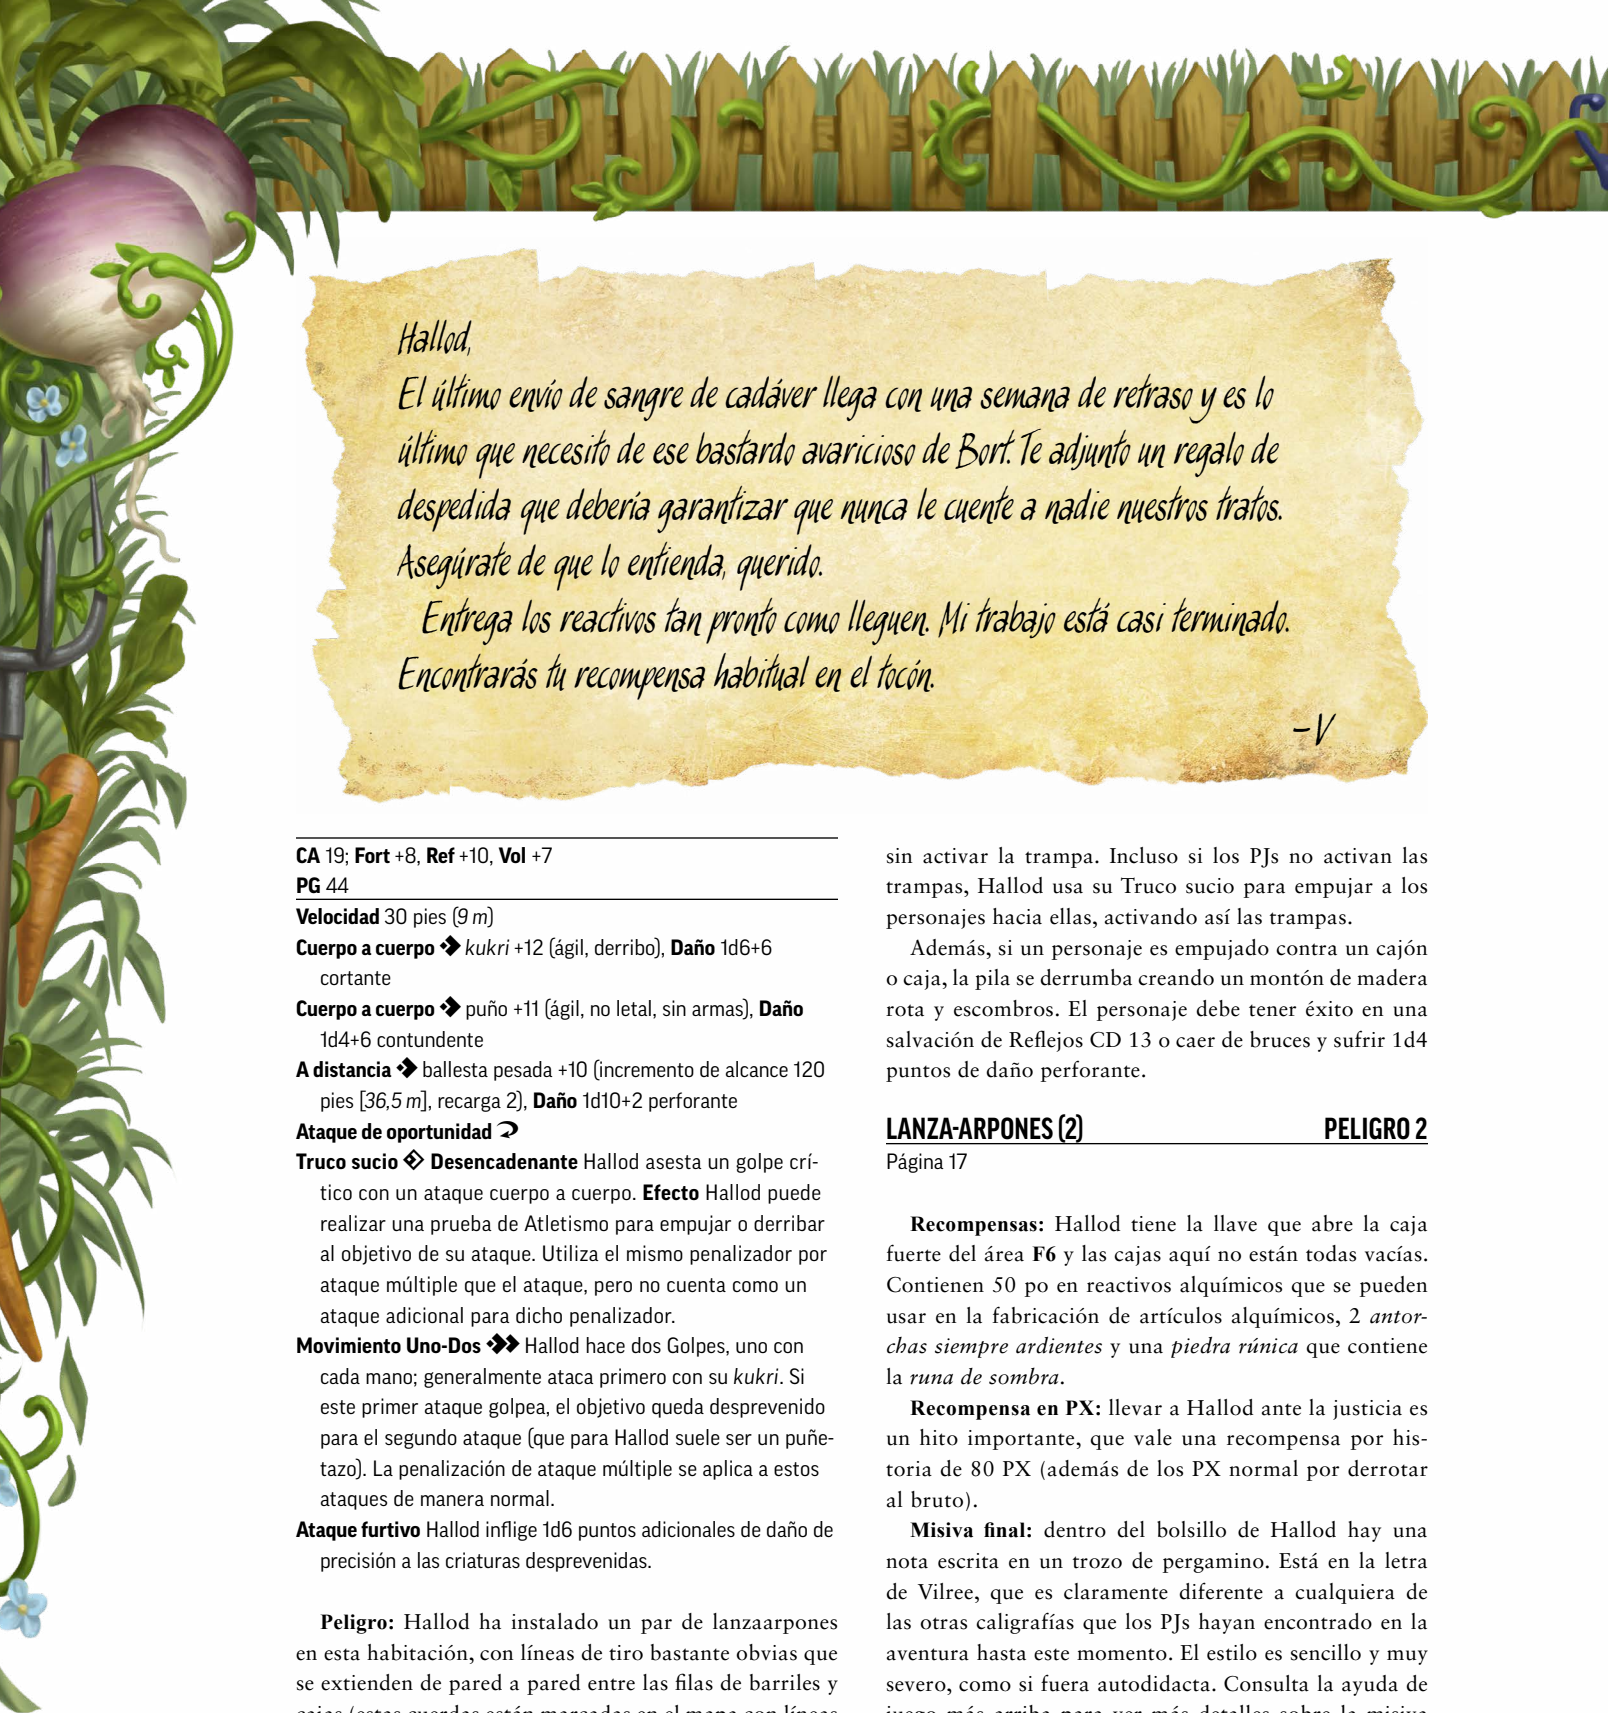 Hallod,
El último envío de sangre de cadáver llega con una semana de retraso y es lo
último que necesito de ese bastardo avaricioso de Bort. Te adjunto un regalo de
despedida que debería garantizar que nunca le cuente a nadie nuestros tratos.
Asegúrate de que lo entienda, querido.
Entrega los reactivos tan pronto como lleguen. Mi trabajo está casi terminado.
Encontrarás tu recompensa habitual en el tocón.
–V
CA 19; Fort +8, Ref +10, Vol +7
PG 44
Velocidad 30 pies (9 m)
Cuerpo a cuerpo kukri +12 (ágil, derribo), Daño 1d6+6
cortante
Cuerpo a cuerpo puño +11 (ágil, no letal, sin armas), Daño
1d4+6 contundente
A distancia ballesta pesada +10 (incremento de alcance 120
pies [36,5 m], recarga 2), Daño 1d10+2 perforante
Ataque de oportunidad
Truco sucio Desencadenante Hallod asesta un golpe crí-
tico con un ataque cuerpo a cuerpo. Efecto Hallod puede
realizar una prueba de Atletismo para empujar o derribar
al objetivo de su ataque. Utiliza el mismo penalizador por
ataque múltiple que el ataque, pero no cuenta como un
ataque adicional para dicho penalizador.
Movimiento Uno-Dos Hallod hace dos Golpes, uno con
cada mano; generalmente ataca primero con su kukri. Si
este primer ataque golpea, el objetivo queda desprevenido
para el segundo ataque (que para Hallod suele ser un puñe-
tazo). La penalización de ataque múltiple se aplica a estos
ataques de manera normal.
Ataque furtivo Hallod inflige 1d6 puntos adicionales de daño de
precisión a las criaturas desprevenidas.
Peligro: Hallod ha instalado un par de lanzaarpones
en esta habitación, con líneas de tiro bastante obvias que
se extienden de pared a pared entre las filas de barriles y
cajas (estas cuerdas están marcadas en el mapa con líneas
sin activar la trampa. Incluso si los PJs no activan las
trampas, Hallod usa su Truco sucio para empujar a los
personajes hacia ellas, activando así las trampas.
Además, si un personaje es empujado contra un cajón
o caja, la pila se derrumba creando un montón de madera
rota y escombros. El personaje debe tener éxito en una
salvación de Reflejos CD 13 o caer de bruces y sufrir 1d4
puntos de daño perforante.
LANZA-ARPONES (2) PELIGRO 2
Página 17
Recompensas: Hallod tiene la llave que abre la caja
fuerte del área F6 y las cajas aquí no están todas vacías.
Contienen 50 po en reactivos alquímicos que se pueden
usar en la fabricación de artículos alquímicos, 2 antor-
chas siempre ardientes y una piedra rúnica que contiene
la runa de sombra.
Recompensa en PX: llevar a Hallod ante la justicia es
un hito importante, que vale una recompensa por his-
toria de 80 PX (además de los PX normal por derrotar
al bruto).
Misiva final: dentro del bolsillo de Hallod hay una
nota escrita en un trozo de pergamino. Está en la letra
de Vilree, que es claramente diferente a cualquiera de
las otras caligrafías que los PJs hayan encontrado en la
aventura hasta este momento. El estilo es sencillo y muy
severo, como si fuera autodidacta. Consulta la ayuda de
juego más arriba para ver más detalles sobre la misiva